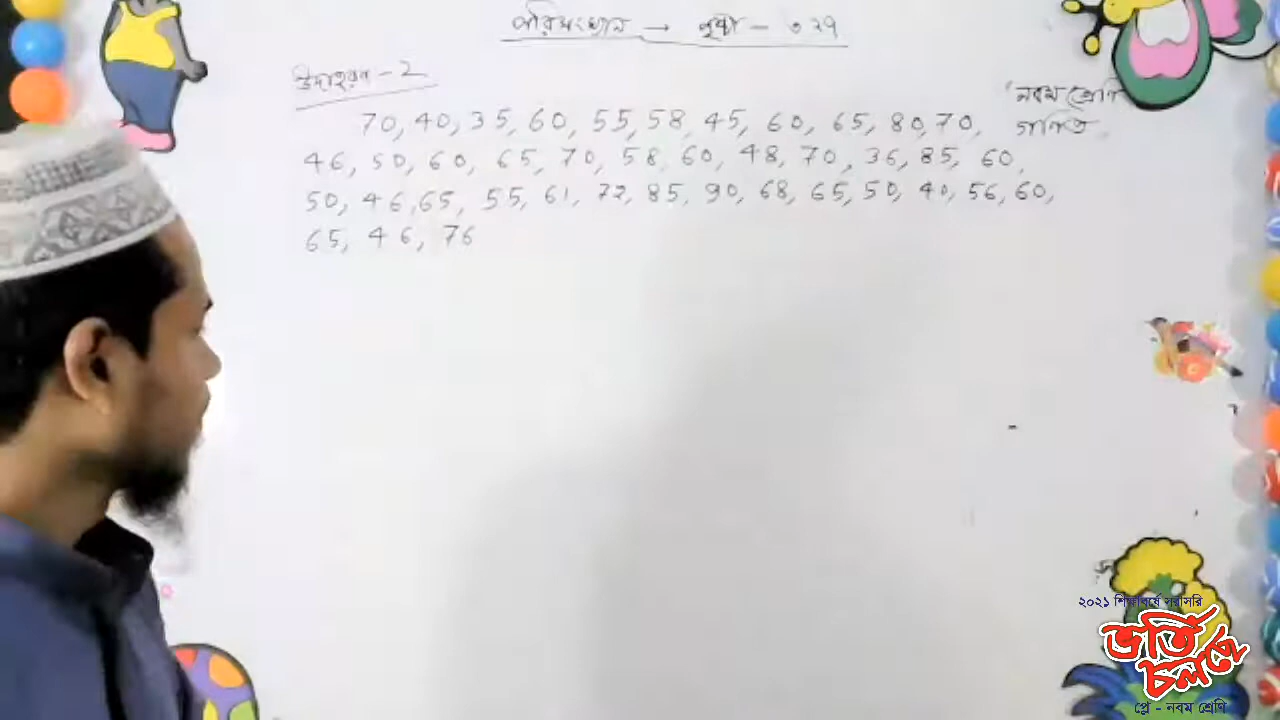 পরিসংখ্যান → পৃষ্ঠা - ৩২৭
উদাহরণ - 2
নবম শ্রেণি
গণিত
70, 40, 35, 60, 55, 58, 45, 60, 65, 80, 70,
46, 50, 60, 65, 70, 58, 60, 48, 70, 36, 85, 60,
50, 46, 65, 55, 61, 72, 85, 90, 68, 65, 50, 40, 56, 60,
65, 46, 76
২০২১ শিক্ষাবর্ষে সরাসরি
ভর্তি
চলছে
প্লে - নবম শ্রেণি